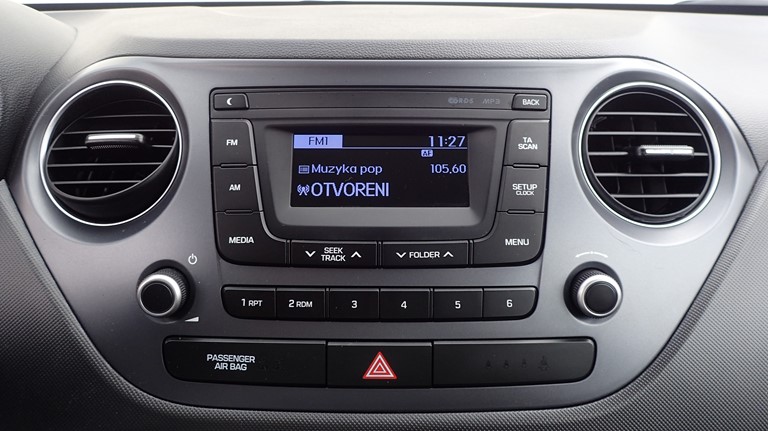 RDS MP3 BACK
FM1 11:27
AF
Muzyka pop 105,60
OTVORENI
FM
AM
MEDIA
TA
SCAN
SETUP
CLOCK
MENU
SEEK
TRACK
FOLDER
1 RPT 2 RDM 3 4 5 6
PASSENGER
AIR BAG